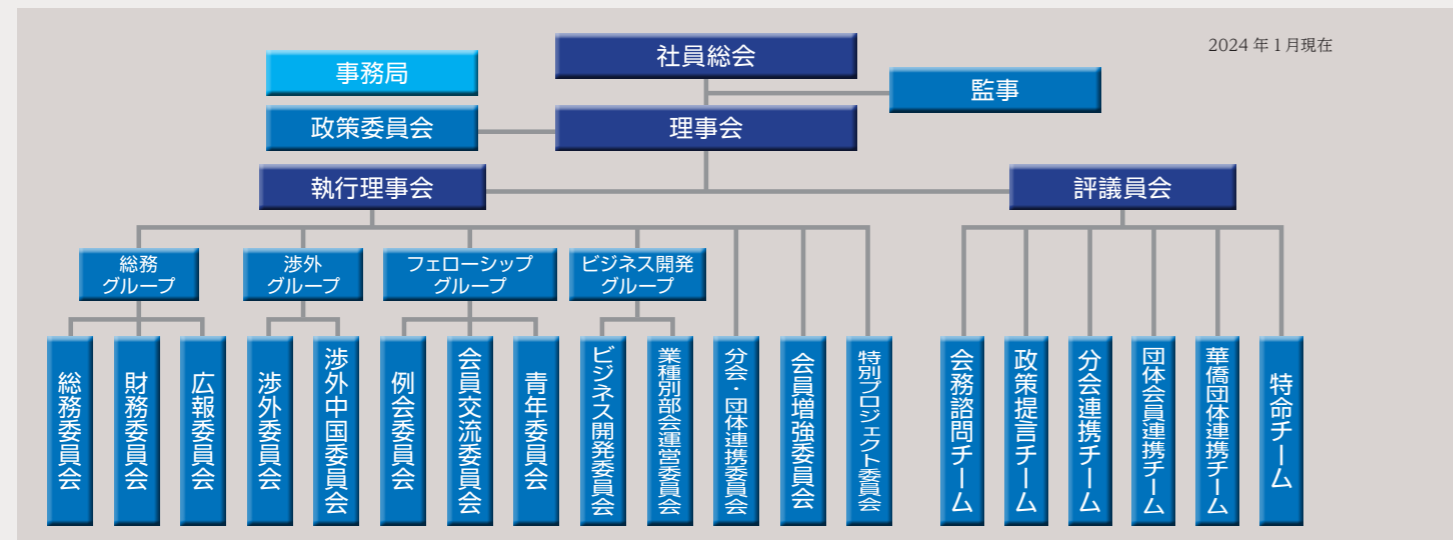 2024年1月現在
社員総会
事務局
監事
政策委員会
理事会
執行理事会
評議員会
総務
グループ
渉外
グループ
フェローシップ
グループ
ビジネス開発
グループ
総務委員会
財務委員会
広報委員会
渉外委員会
渉外中国委員会
例会委員会
会員交流委員会
青年委員会
ビジネス開発委員会
業種別部会運営委員会
分会・団体連携委員会
会員増強委員会
特別プロジェクト委員会
会務諮問チーム
政策提言チーム
分会連携チーム
団体会員連携チーム
華僑団体連携チーム
特命チーム